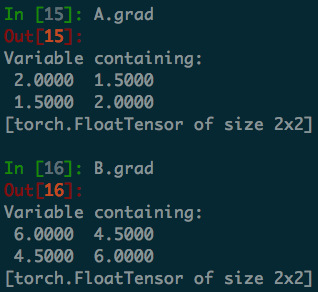 In [15]: A.grad
Out[15]:
Variable containing:
 2.0000  1.5000
 1.5000  2.0000
[torch.FloatTensor of size 2x2]

In [16]: B.grad
Out[16]:
Variable containing:
 6.0000  4.5000
 4.5000  6.0000
[torch.FloatTensor of size 2x2]